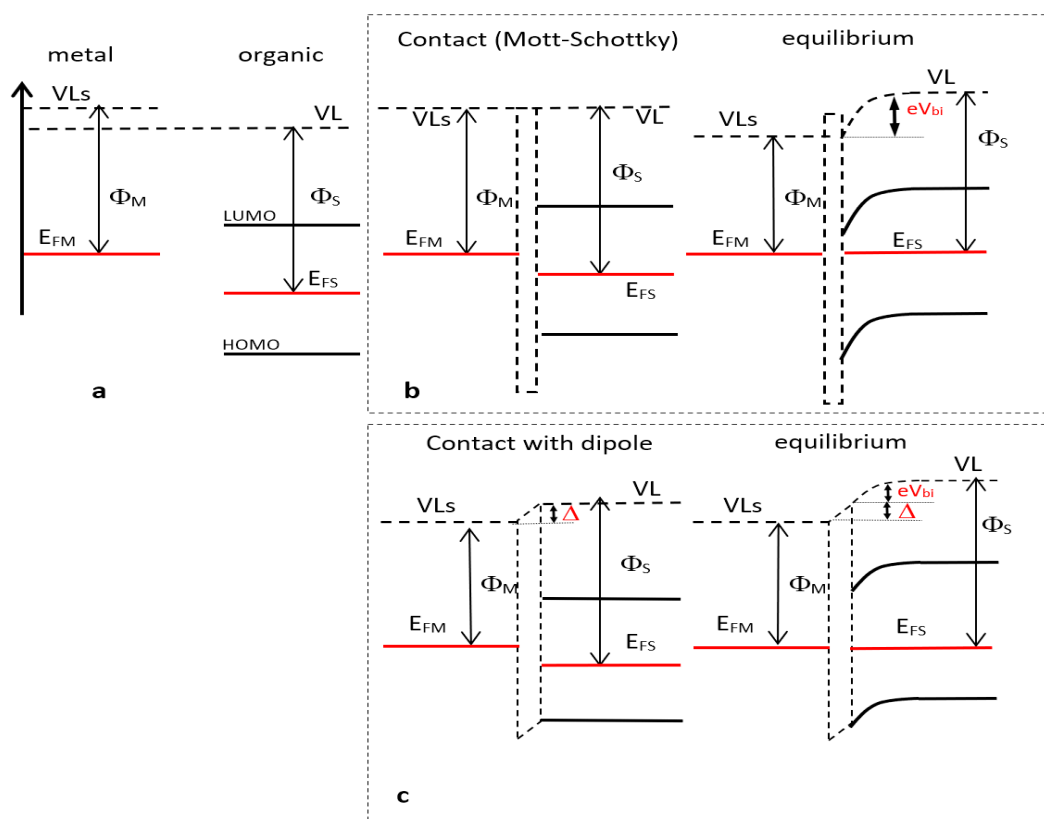 metal
organic
VLs
VL
ΦM
ΦS
LUMO
EFM
EFS
HOMO
a
Contact (Mott-Schottky)
equilibrium
VLs
VL
ΦM
ΦS
EFM
EFS
VL
eVbi
VLs
ΦS
ΦM
EFM
EFS
b
Contact with dipole
equilibrium
VLs
VL
Δ
ΦM
ΦS
EFM
EFS
VL
eVbi
VLs
Δ
ΦS
ΦM
EFM
EFS
c